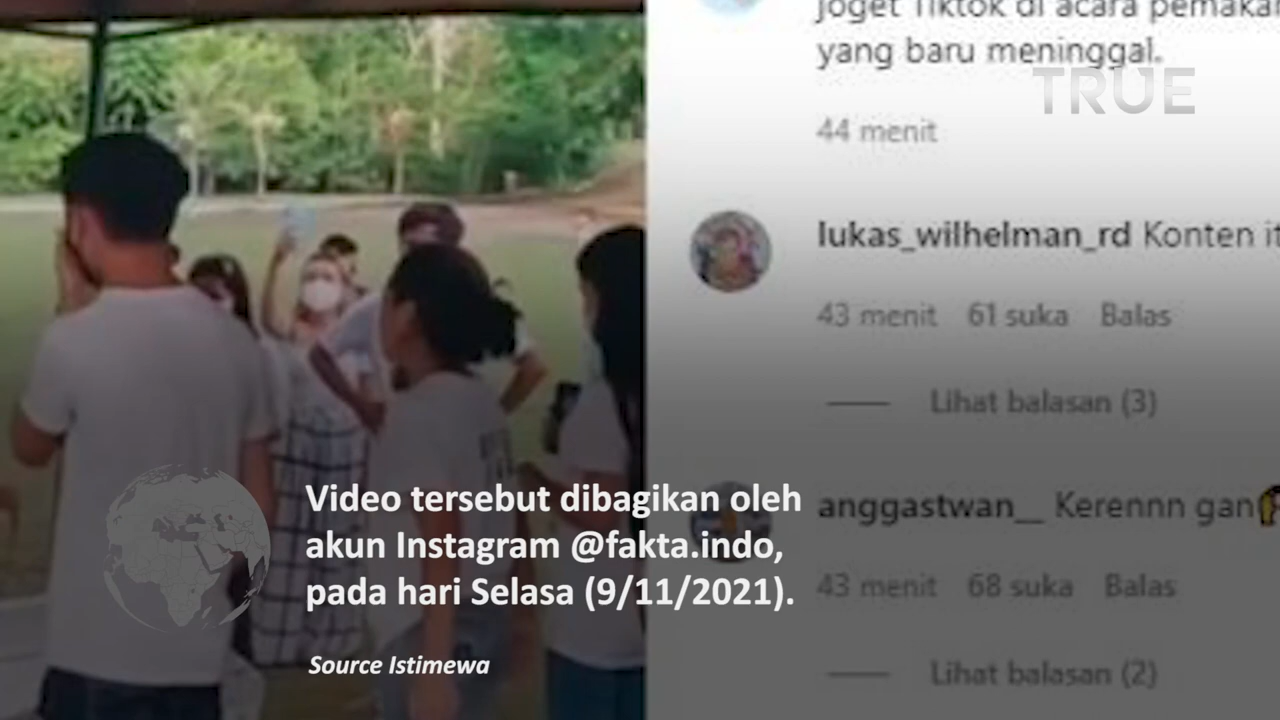 joget Tiktok di acara
yang baru meninggal.
TRUE
44 menit
lukas_wilhelman_rd Konten
43 menit 61 suka Balas
Lihat balasan (3)
anggastwan__ Kerennn gan
43 menit 68 suka Balas
Lihat balasan (2)
Video tersebut dibagikan oleh
akun Instagram @fakta.indo,
pada hari Selasa (9/11/2021).
Source Istimewa